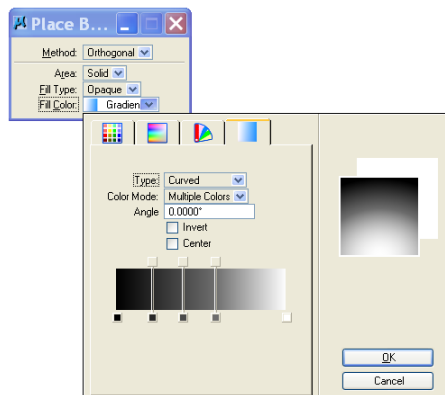 Place B...
Method: Orthogonal
Area: Solid
Fill Type: Opaque
Fill Color: Gradien
Type: Curved
Color Mode: Multiple Colors
Angle 0.0000°
Invert
Center
OK
Cancel